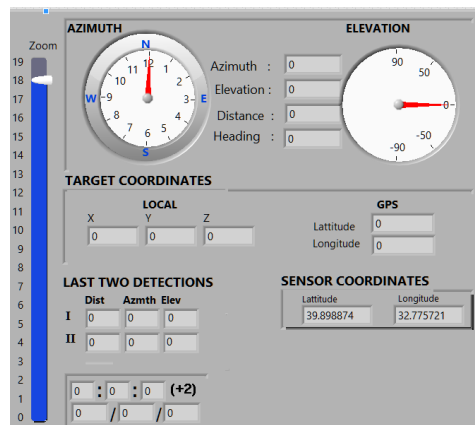 AZIMUTH
ELEVATION
Zoom
19
18
17
16
15
14
13
12
11
10
9
8
7
6
5
4
3
2
1
0
N
E
S
W
12
1
2
3
4
5
6
7
8
9
10
11
Azimuth : 0
Elevation : 0
Distance : 0
Heading : 0
90
50
0
-50
-90
TARGET COORDINATES
LOCAL
X Y Z
0 0 0
GPS
Lattitude 0
Longitude 0
LAST TWO DETECTIONS
Dist Azmth Elev
I 0 0 0
II 0 0 0
SENSOR COORDINATES
Lattitude Longitude
39.898874 32.775721
0 : 0 : 0 (+2)
0 / 0 / 0